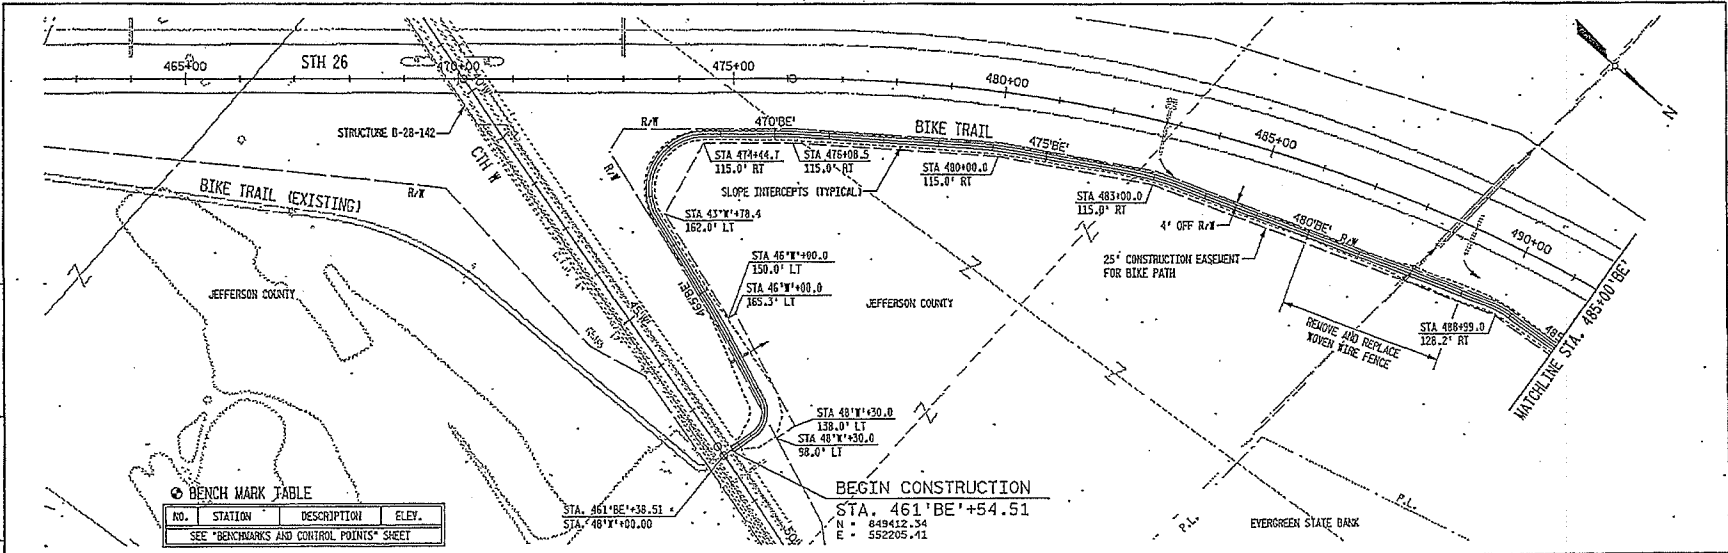 465+00
STH 26
470+00
475+00
480+00
485+00
490+00
STRUCTURE B-28-142
CTH W
R/W
R/W
R/W
470'BE'
BIKE TRAIL
475'BE'
480'BE'
R/W
N
STA 474+44.7
115.0' RT
STA 476+08.5
115.0' RT
STA 480+00.0
115.0' RT
STA 483+00.0
115.0' RT
SLOPE INTERCEPTS (TYPICAL)
BIKE TRAIL (EXISTING)
STA 43'W'+78.4
162.0' LT
4' OFF R/W
25' CONSTRUCTION EASEMENT
FOR BIKE PATH
STA 46'W'+00.0
150.0' LT
STA 46'W'+00.0
165.3' LT
465'BE'
JEFFERSON COUNTY
JEFFERSON COUNTY
REMOVE AND REPLACE
WOVEN WIRE FENCE
STA 488+99.0
128.2' RT
MATCHLINE STA. 485+00'BE'
STA 48'W'+30.0
138.0' LT
STA 48'W'+30.0
98.0' LT
BENCH MARK TABLE
NO. STATION DESCRIPTION ELEV.
SEE "BENCHMARKS AND CONTROL POINTS" SHEET
STA. 461'BE'+38.51 =
STA. 48'W'+00.00
BEGIN CONSTRUCTION
STA. 461'BE'+54.51
N = 849412.34
E = 552205.41
P.L.
P.L.
EVERGREEN STATE BANK